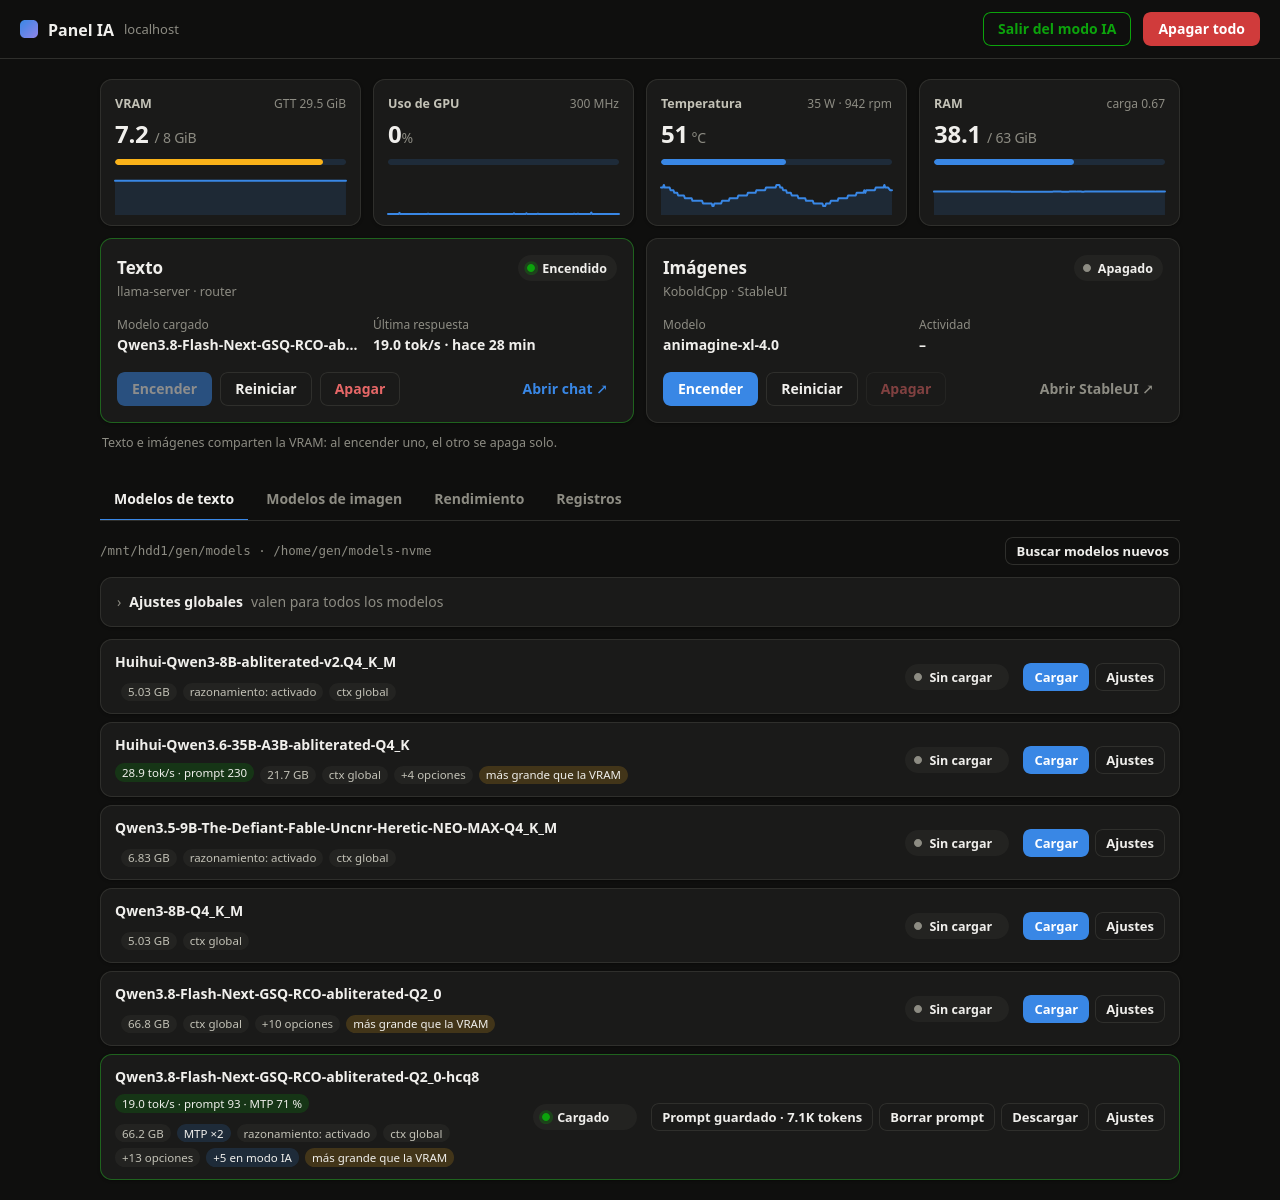 Panel IA localhost Salir del modo IA Apagar todo
VRAM GTT 29.5 GiB
7.2 / 8 GiB
Uso de GPU 300 MHz
0%
Temperatura 35 W · 942 rpm
51 °C
RAM carga 0.67
38.1 / 63 GiB
Texto Encendido
llama-server · router
Modelo cargado Última respuesta
Qwen3.8-Flash-Next-GSQ-RCO-ab... 19.0 tok/s · hace 28 min
Encender Reiniciar Apagar Abrir chat ↗
Imágenes Apagado
KoboldCpp · StableUI
Modelo Actividad
animagine-xl-4.0 –
Encender Reiniciar Apagar Abrir StableUI ↗
Texto e imágenes comparten la VRAM: al encender uno, el otro se apaga solo.
Modelos de texto Modelos de imagen Rendimiento Registros
/mnt/hdd1/gen/models · /home/gen/models-nvme Buscar modelos nuevos
› Ajustes globales valen para todos los modelos
Huihui-Qwen3-8B-abliterated-v2.Q4_K_M
5.03 GB razonamiento: activado ctx global
Sin cargar Cargar Ajustes
Huihui-Qwen3.6-35B-A3B-abliterated-Q4_K
28.9 tok/s · prompt 230 21.7 GB ctx global +4 opciones más grande que la VRAM
Sin cargar Cargar Ajustes
Qwen3.5-9B-The-Defiant-Fable-Uncnr-Heretic-NEO-MAX-Q4_K_M
6.83 GB razonamiento: activado ctx global
Sin cargar Cargar Ajustes
Qwen3-8B-Q4_K_M
5.03 GB ctx global
Sin cargar Cargar Ajustes
Qwen3.8-Flash-Next-GSQ-RCO-abliterated-Q2_0
66.8 GB ctx global +10 opciones más grande que la VRAM
Sin cargar Cargar Ajustes
Qwen3.8-Flash-Next-GSQ-RCO-abliterated-Q2_0-hcq8
19.0 tok/s · prompt 93 · MTP 71 %
66.2 GB MTP ×2 razonamiento: activado ctx global
+13 opciones +5 en modo IA más grande que la VRAM
Cargado Prompt guardado · 7.1K tokens Borrar prompt Descargar Ajustes